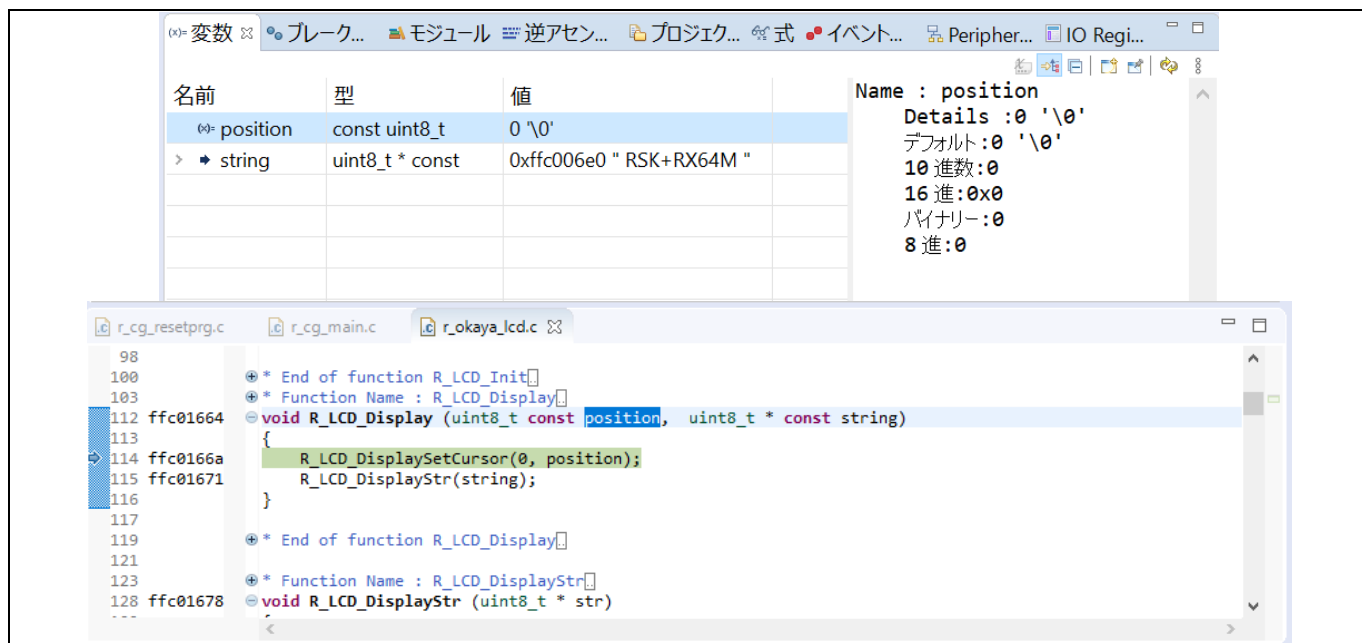 (x)= 変数 ブレーク... モジュール 逆アセン... プロジェク... 式 イベント... Peripher... IO Regi...
名前 型 値
(x)= position const uint8_t 0 '\0'
> string uint8_t * const 0xffc006e0 " RSK+RX64M "
Name : position
Details :0 '\0'
デフォルト:0 '\0'
10 進数:0
16 進:0x0
バイナリー:0
8 進:0
r_cg_resetprg.c r_cg_main.c r_okaya_lcd.c
98
100 * End of function R_LCD_Init..
103 * Function Name : R_LCD_Display..
112 ffc01664 void R_LCD_Display (uint8_t const position, uint8_t * const string)
113 {
114 ffc0166a R_LCD_DisplaySetCursor(0, position);
115 ffc01671 R_LCD_DisplayStr(string);
116 }
117
119 * End of function R_LCD_Display..
121
123 * Function Name : R_LCD_DisplayStr..
128 ffc01678 void R_LCD_DisplayStr (uint8_t * str)